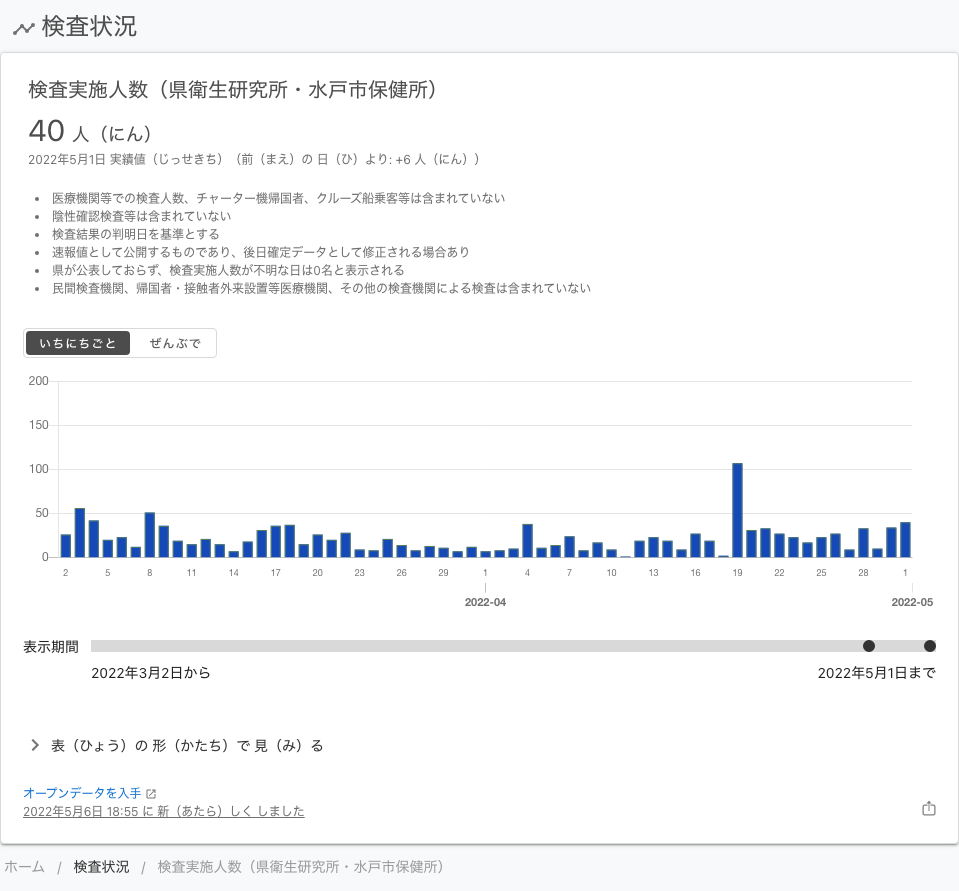 検査状況
検査実施人数（県衛生研究所・水戸市保健所）
40 人（にん）
2022年5月1日 実績値（じっせきち）（前（まえ）の 日（ひ）より: +6 人（にん））
• 医療機関等での検査人数、チャーター機帰国者、クルーズ船乗客等は含まれていない
• 陰性確認検査等は含まれていない
• 検査結果の判明日を基準とする
• 速報値として公開するものであり、後日確定データとして修正される場合あり
• 県が公表しておらず、検査実施人数が不明な日は0名と表示される
• 民間検査機関、帰国者・接触者外来設置等医療機関、その他の検査機関による検査は含まれていない
いちにちごと ぜんぶで
200
150
100
50
0
2 5 8 11 14 17 20 23 26 29 1 4 7 10 13 16 19 22 25 28 1
2022-04 2022-05
表示期間
2022年3月2日から 2022年5月1日まで
表（ひょう）の 形（かたち）で 見（み）る
オープンデータを入手
2022年5月6日 18:55 に 新（あたら）しく しました
ホーム / 検査状況 / 検査実施人数（県衛生研究所・水戸市保健所）